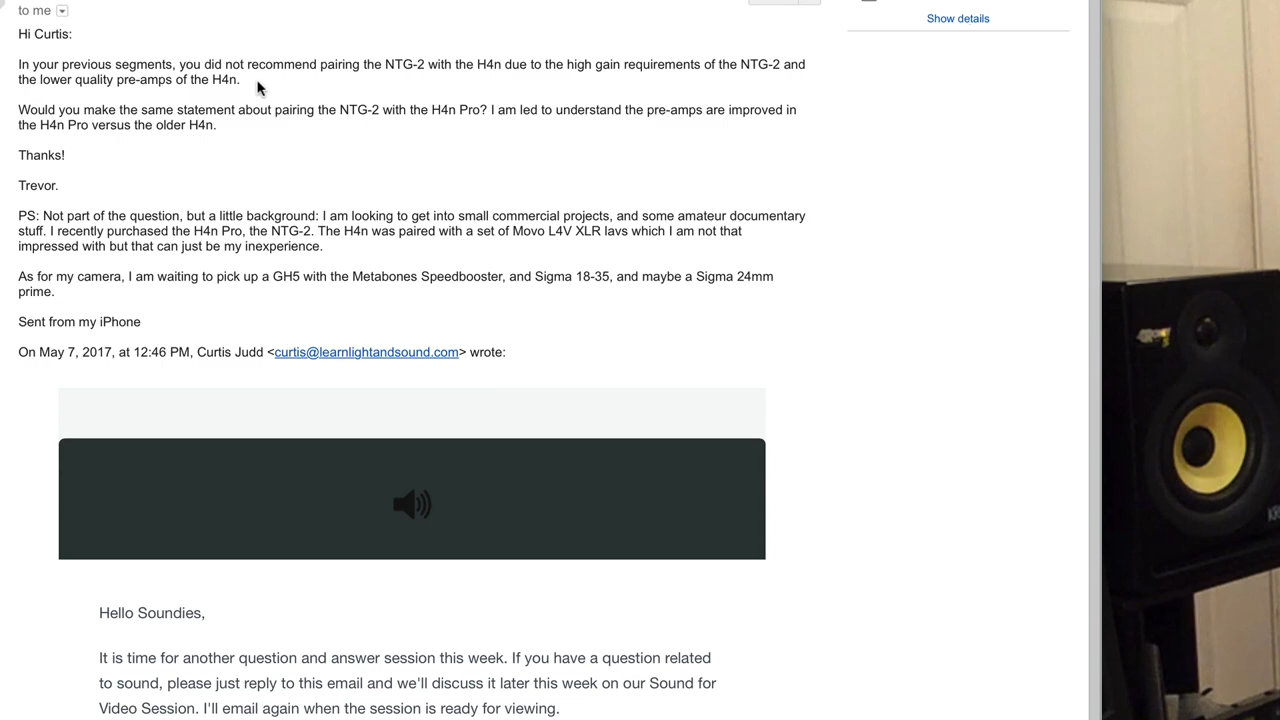 to me
Show details
Hi Curtis:
In your previous segments, you did not recommend pairing the NTG-2 with the H4n due to the high gain requirements of the NTG-2 and
the lower quality pre-amps of the H4n.
Would you make the same statement about pairing the NTG-2 with the H4n Pro? I am led to understand the pre-amps are improved in
the H4n Pro versus the older H4n.
Thanks!
Trevor.
PS: Not part of the question, but a little background: I am looking to get into small commercial projects, and some amateur documentary
stuff. I recently purchased the H4n Pro, the NTG-2. The H4n was paired with a set of Movo L4V XLR lavs which I am not that
impressed with but that can just be my inexperience.
As for my camera, I am waiting to pick up a GH5 with the Metabones Speedbooster, and Sigma 18-35, and maybe a Sigma 24mm
prime.
Sent from my iPhone
On May 7, 2017, at 12:46 PM, Curtis Judd <curtis@learnlightandsound.com> wrote:
Hello Soundies,
It is time for another question and answer session this week. If you have a question related
to sound, please just reply to this email and we'll discuss it later this week on our Sound for
Video Session. I'll email again when the session is ready for viewing.